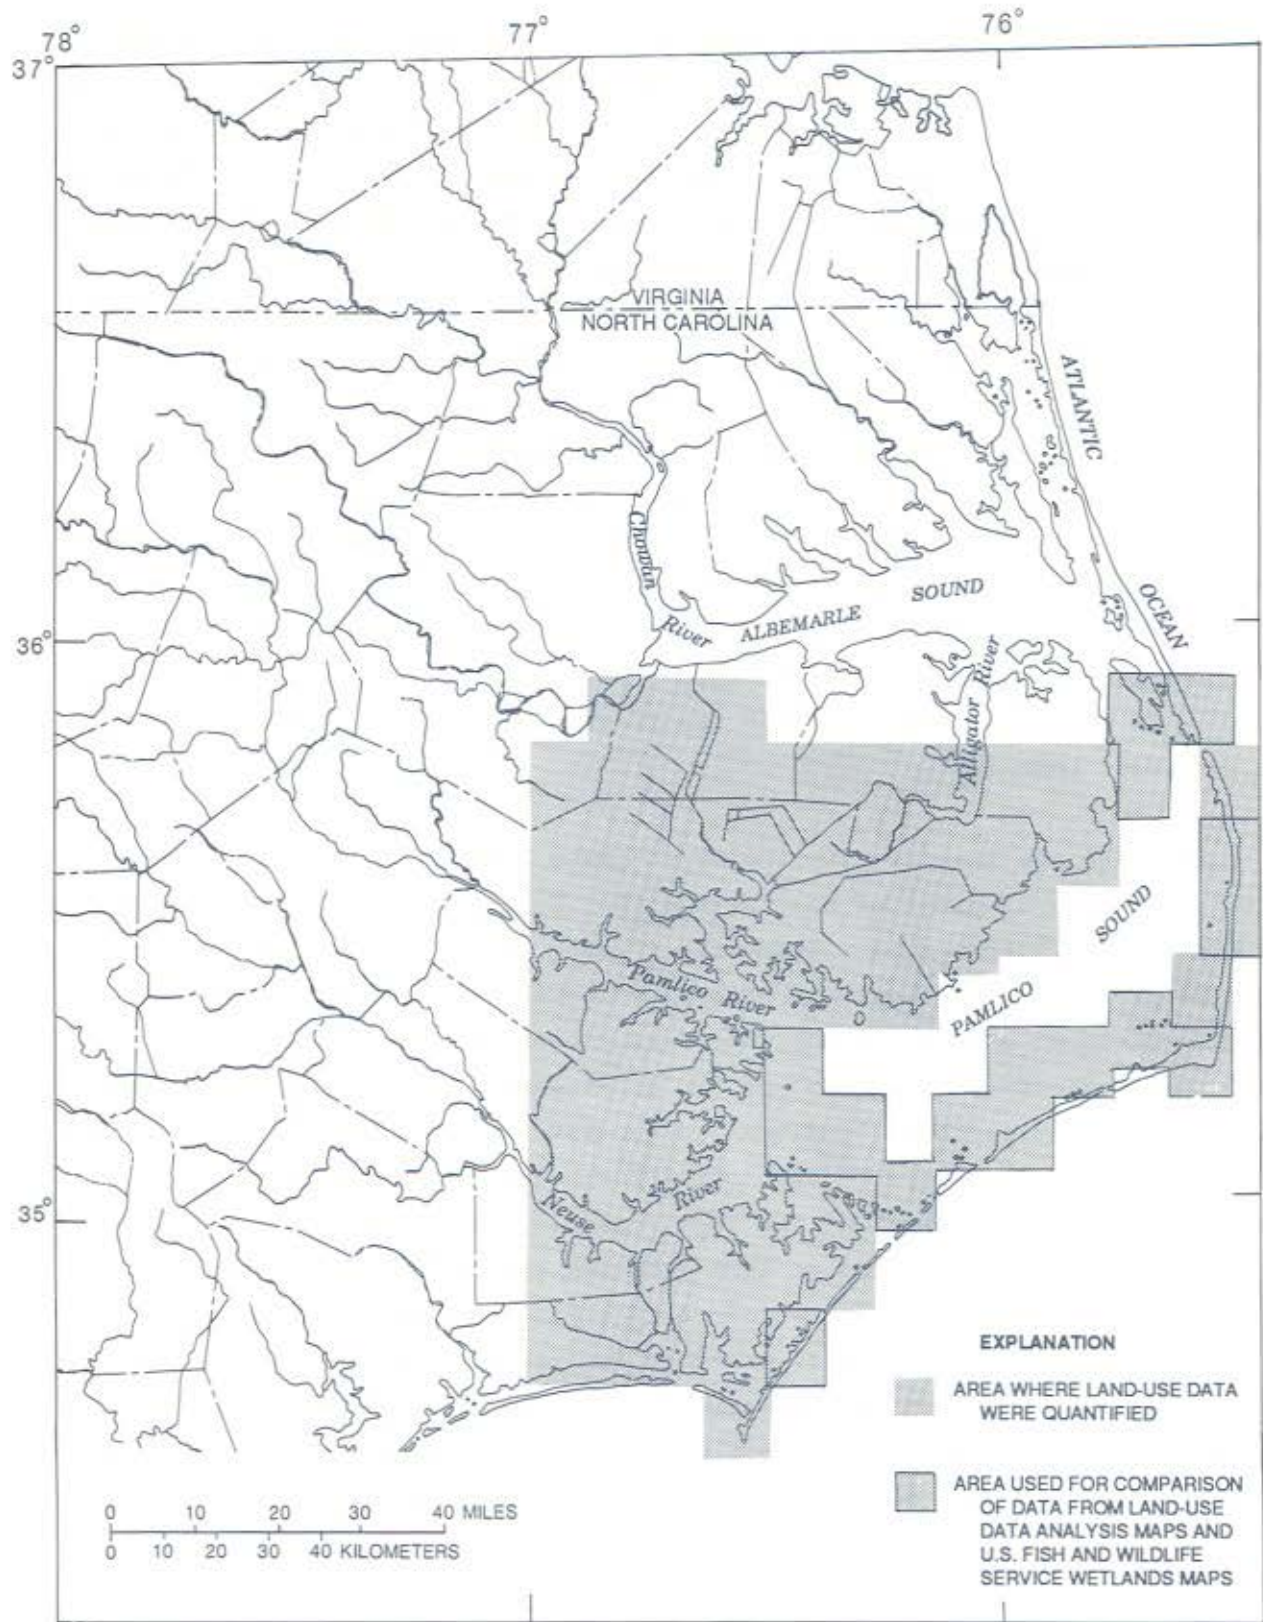 78°
77°
76°
37°
VIRGINIA
NORTH CAROLINA
ATLANTIC
OCEAN
Chowan
River
ALBEMARLE
SOUND
36°
Alligator River
SOUND
PAMLICO
Pamlico River
35°
Neuse
River
EXPLANATION
AREA WHERE LAND-USE DATA
WERE QUANTIFIED
AREA USED FOR COMPARISON
OF DATA FROM LAND-USE
DATA ANALYSIS MAPS AND
U.S. FISH AND WILDLIFE
SERVICE WETLANDS MAPS
0 10 20 30 40 MILES
0 10 20 30 40 KILOMETERS